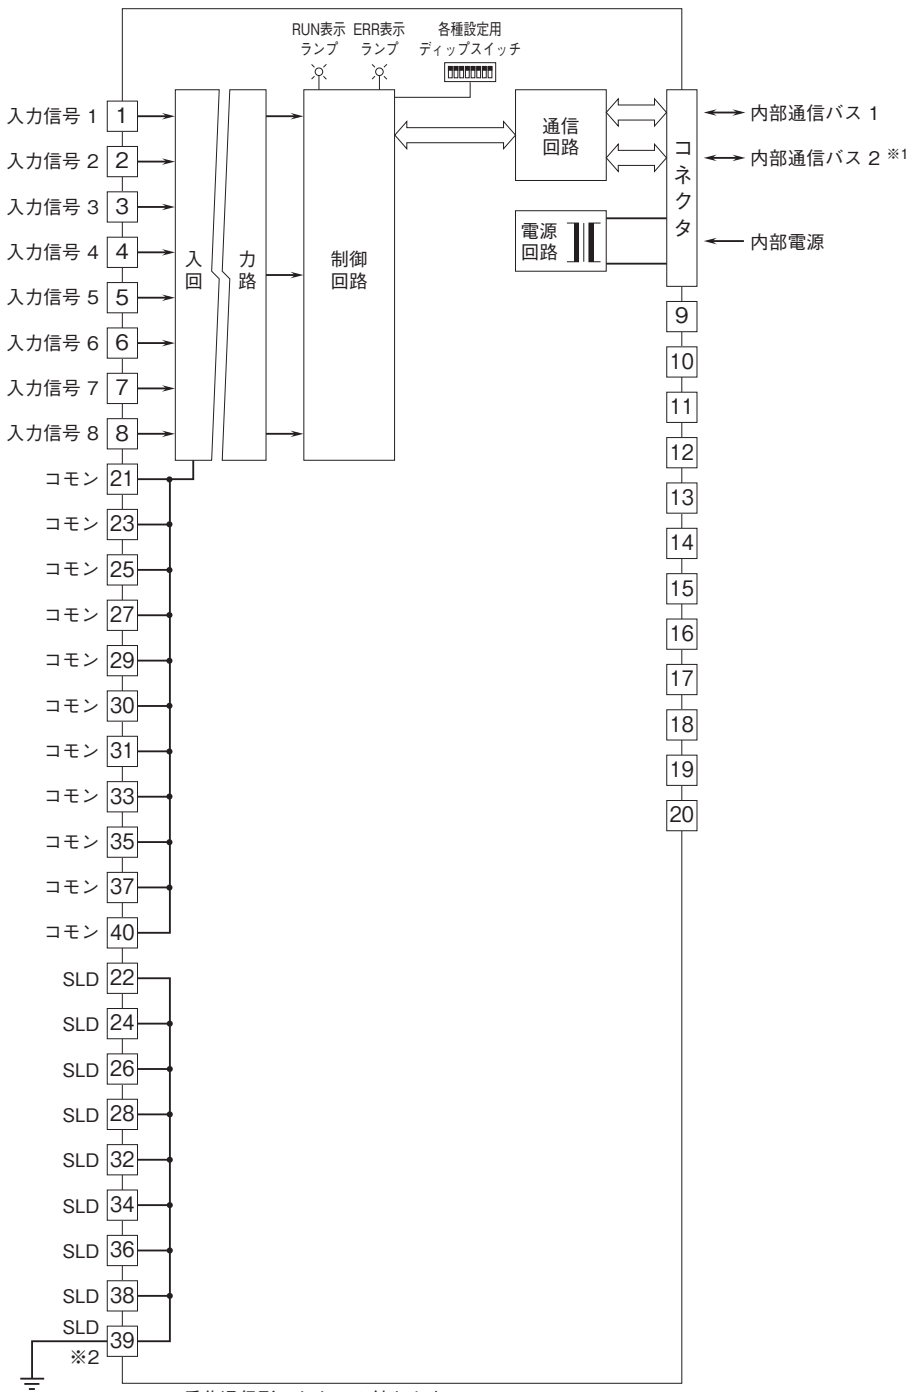 RUN表示
ランプ
ERR表示
ランプ
各種設定用
ディップスイッチ
入力信号 1 1
入力信号 2 2
入力信号 3 3
入力信号 4 4
入力信号 5 5
入力信号 6 6
入力信号 7 7
入力信号 8 8
入力
回路
制御
回路
通信
回路
電源
回路
コネクタ
内部通信バス 1
内部通信バス 2 ※1
内部電源
コモン 21
コモン 23
コモン 25
コモン 27
コモン 29
コモン 30
コモン 31
コモン 33
コモン 35
コモン 37
コモン 40
SLD 22
SLD 24
SLD 26
SLD 28
SLD 32
SLD 34
SLD 36
SLD 38
SLD 39
※2
9
10
11
12
13
14
15
16
17
18
19
20